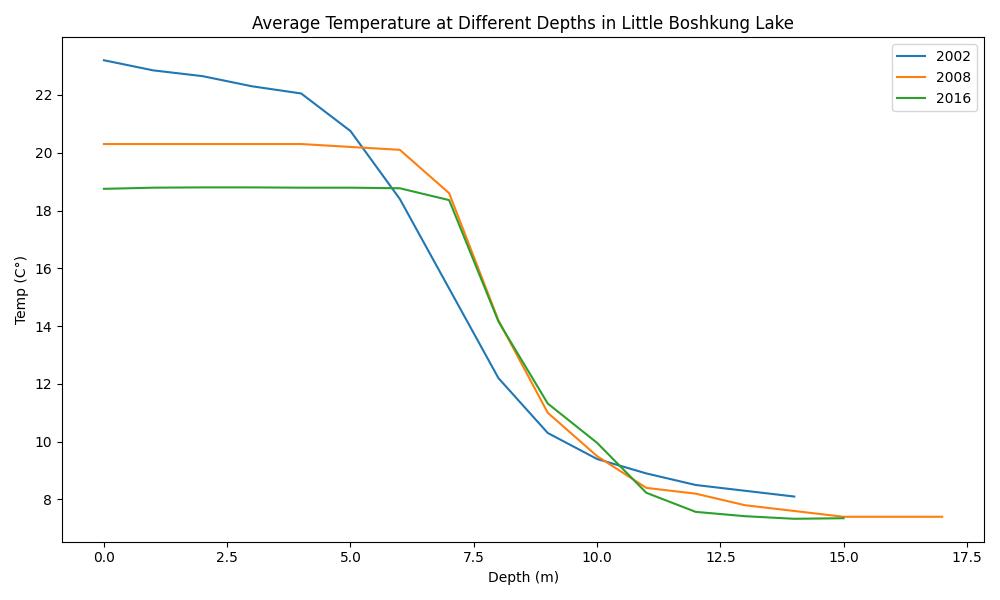 Average Temperature at Different Depths in Little Boshkung Lake
2002
2008
2016
22
20
18
16
14
12
10
8
Temp (C°)
0.0 2.5 5.0 7.5 10.0 12.5 15.0 17.5
Depth (m)